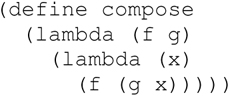 (define compose
  (lambda (f g)
    (lambda (x)
      (f (g x)))))